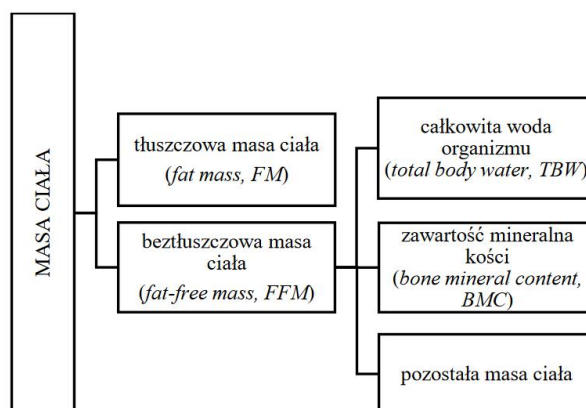 MASA CIAŁA
tłuszczowa masa ciała
(fat mass, FM)
beztłuszczowa masa
ciała
(fat-free mass, FFM)
całkowita woda
organizmu
(total body water, TBW)
zawartość mineralna
kości
(bone mineral content,
BMC)
pozostała masa ciała